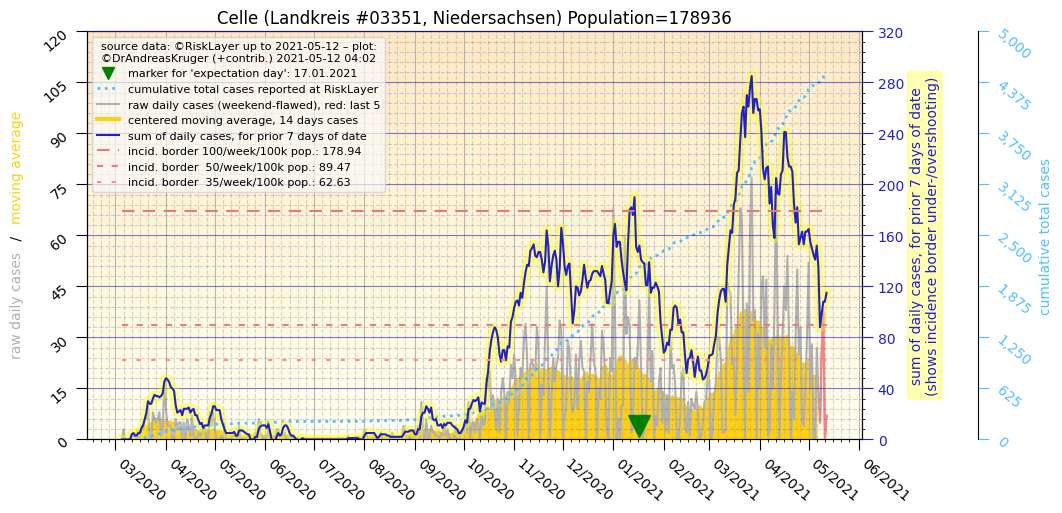 Celle (Landkreis #03351, Niedersachsen) Population=178936
source data: ©RiskLayer up to 2021-05-12 – plot:
©DrAndreasKruger (+contrib.) 2021-05-12 04:02
marker for 'expectation day': 17.01.2021
cumulative total cases reported at RiskLayer
raw daily cases (weekend-flawed), red: last 5
centered moving average, 14 days cases
sum of daily cases, for prior 7 days of date
incid. border 100/week/100k pop.: 178.94
incid. border  50/week/100k pop.: 89.47
incid. border  35/week/100k pop.: 62.63
raw daily cases  /  moving average
120
105
90
75
60
45
30
15
0
03/2020
04/2020
05/2020
06/2020
07/2020
08/2020
09/2020
10/2020
11/2020
12/2020
01/2021
02/2021
03/2021
04/2021
05/2021
06/2021
320
280
240
200
160
120
80
40
0
sum of daily cases, for prior 7 days of date
(shows incidence border under-/overshooting)
5,000
4,375
3,750
3,125
2,500
1,875
1,250
625
0
cumulative total cases